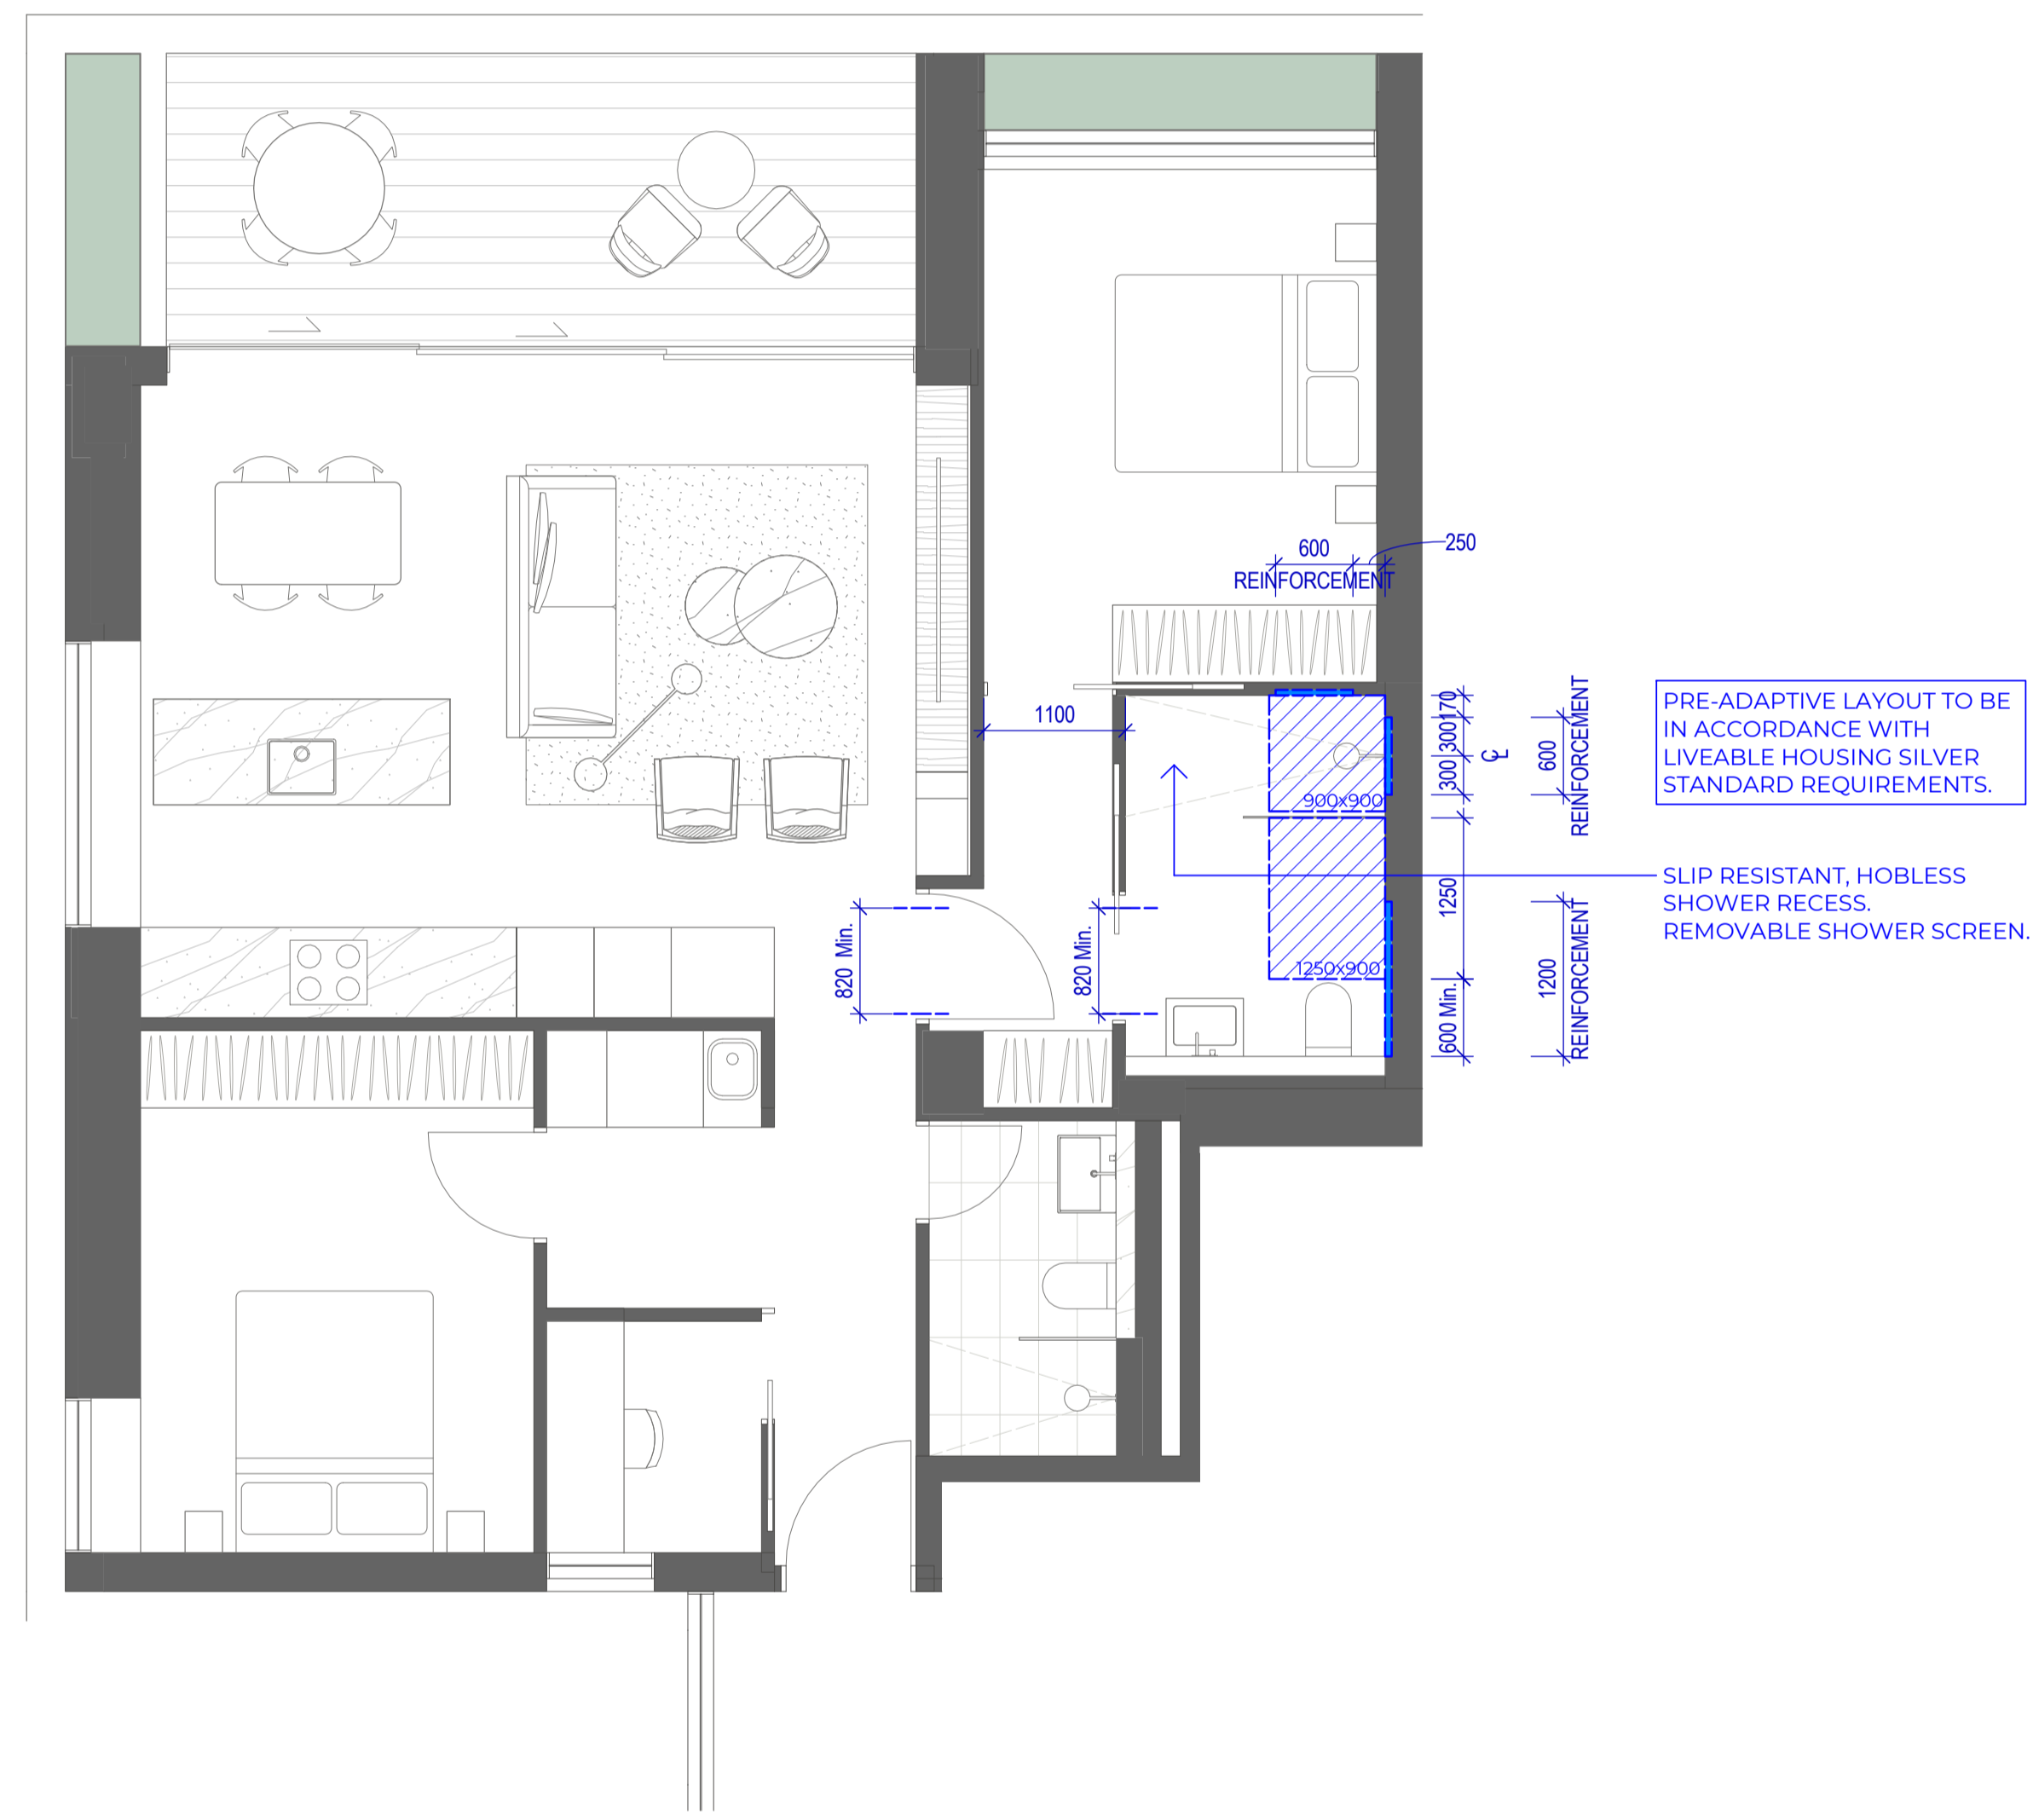 600
250
REINFORCEMENT
1100
170
300
300
℄
600
REINFORCEMENT
PRE-ADAPTIVE LAYOUT TO BE
IN ACCORDANCE WITH
LIVEABLE HOUSING SILVER
STANDARD REQUIREMENTS.
900x900
SLIP RESISTANT, HOBLESS
SHOWER RECESS.
REMOVABLE SHOWER SCREEN.
820 Min.
820 Min.
1250
1250x900
600 Min.
1200
REINFORCEMENT